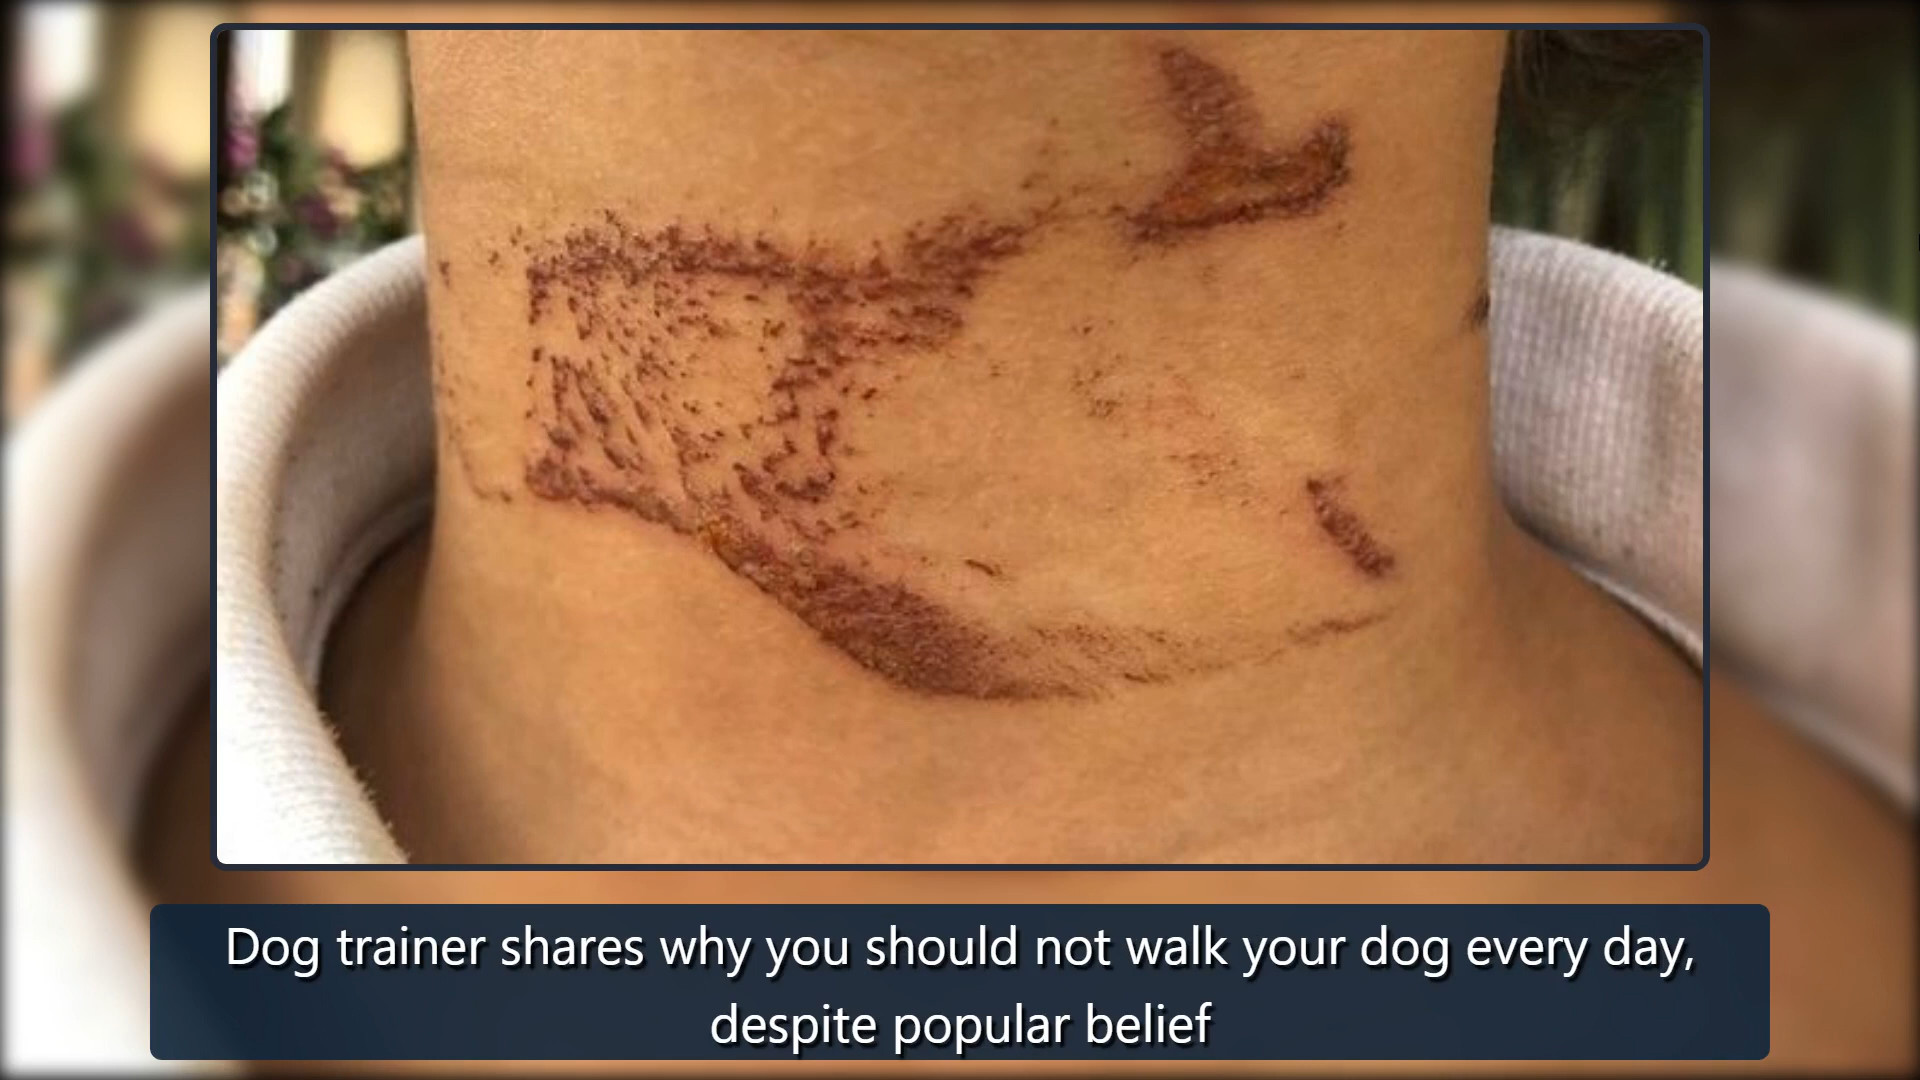 Dog trainer shares why you should not walk your dog every day,
despite popular belief